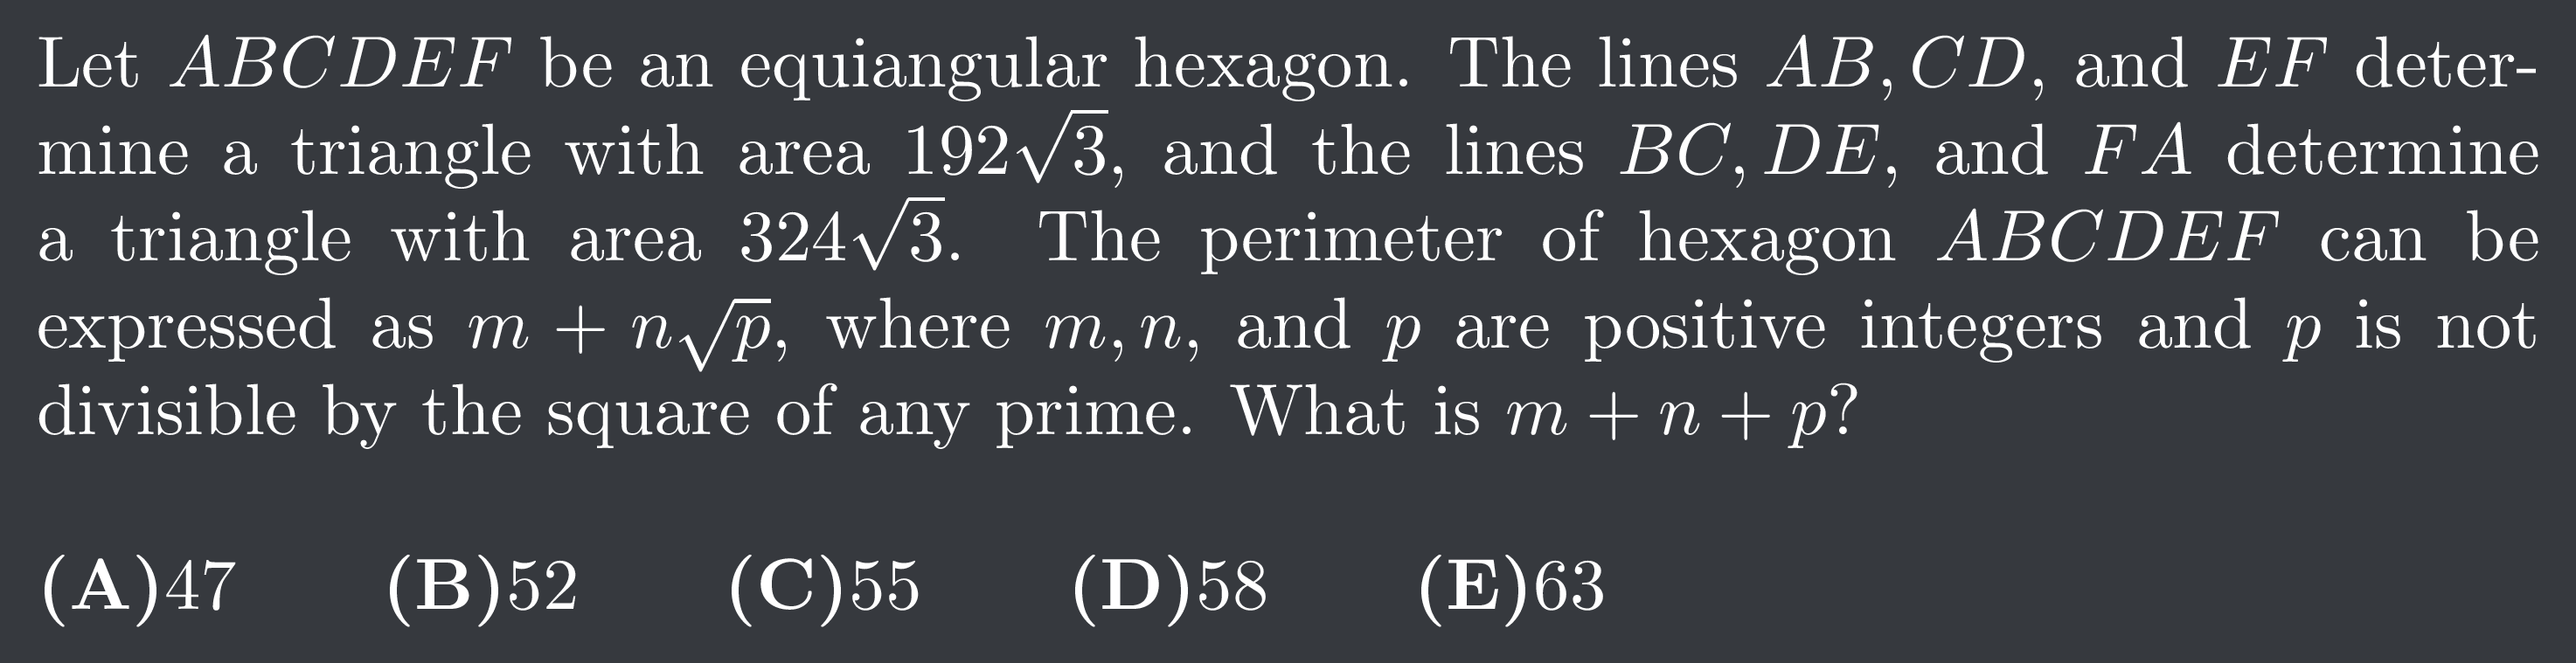 Let ABCDEF be an equiangular hexagon. The lines AB, CD, and EF deter-
mine a triangle with area 192√3, and the lines BC, DE, and FA determine
a triangle with area 324√3. The perimeter of hexagon ABCDEF can be
expressed as m + n√p, where m, n, and p are positive integers and p is not
divisible by the square of any prime. What is m + n + p?
(A)47 (B)52 (C)55 (D)58 (E)63